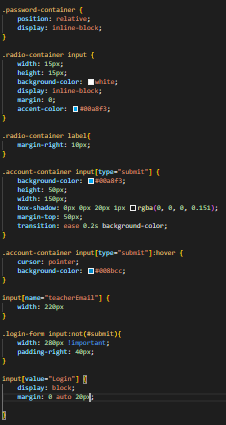 .password-container {
position: relative;
display: inline-block;
}
.radio-container input {
width: 15px;
height: 15px;
background-color: white;
display: inline-block;
margin: 0;
accent-color: #00a8f3;
}
.radio-container label{
margin-right: 10px;
}
.account-container input[type="submit"] {
background-color: #00a8f3;
height: 50px;
width: 150px;
box-shadow: 0px 0px 20px 1px rgba(0, 0, 0, 0.151);
margin-top: 50px;
transition: ease 0.2s background-color;
}
.account-container input[type="submit"]:hover {
cursor: pointer;
background-color: #008bcc;
}
input[name="teacherEmail"] {
width: 220px
}
.login-form input:not(#submit){
width: 280px !important;
padding-right: 40px;
}
input[value="Login"] {
display: block;
margin: 0 auto 20px;
}